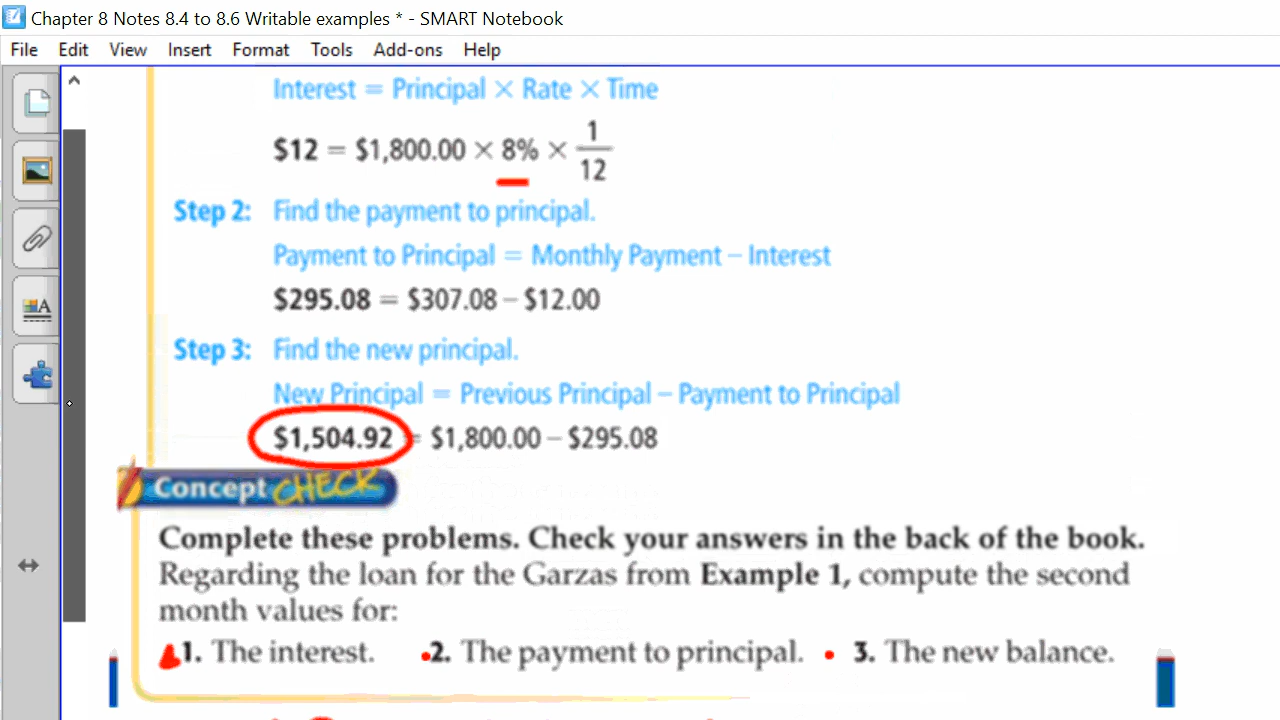 Chapter 8 Notes 8.4 to 8.6 Writable examples * - SMART Notebook
File Edit View Insert Format Tools Add-ons Help
Interest = Principal × Rate × Time
$12 = $1,800.00 × 8% × 1/12
Step 2: Find the payment to principal.
Payment to Principal = Monthly Payment − Interest
$295.08 = $307.08 − $12.00
Step 3: Find the new principal.
New Principal = Previous Principal − Payment to Principal
$1,504.92 = $1,800.00 − $295.08
Concept CHECK
Complete these problems. Check your answers in the back of the book.
Regarding the loan for the Garzas from Example 1, compute the second
month values for:
1. The interest. 2. The payment to principal. 3. The new balance.